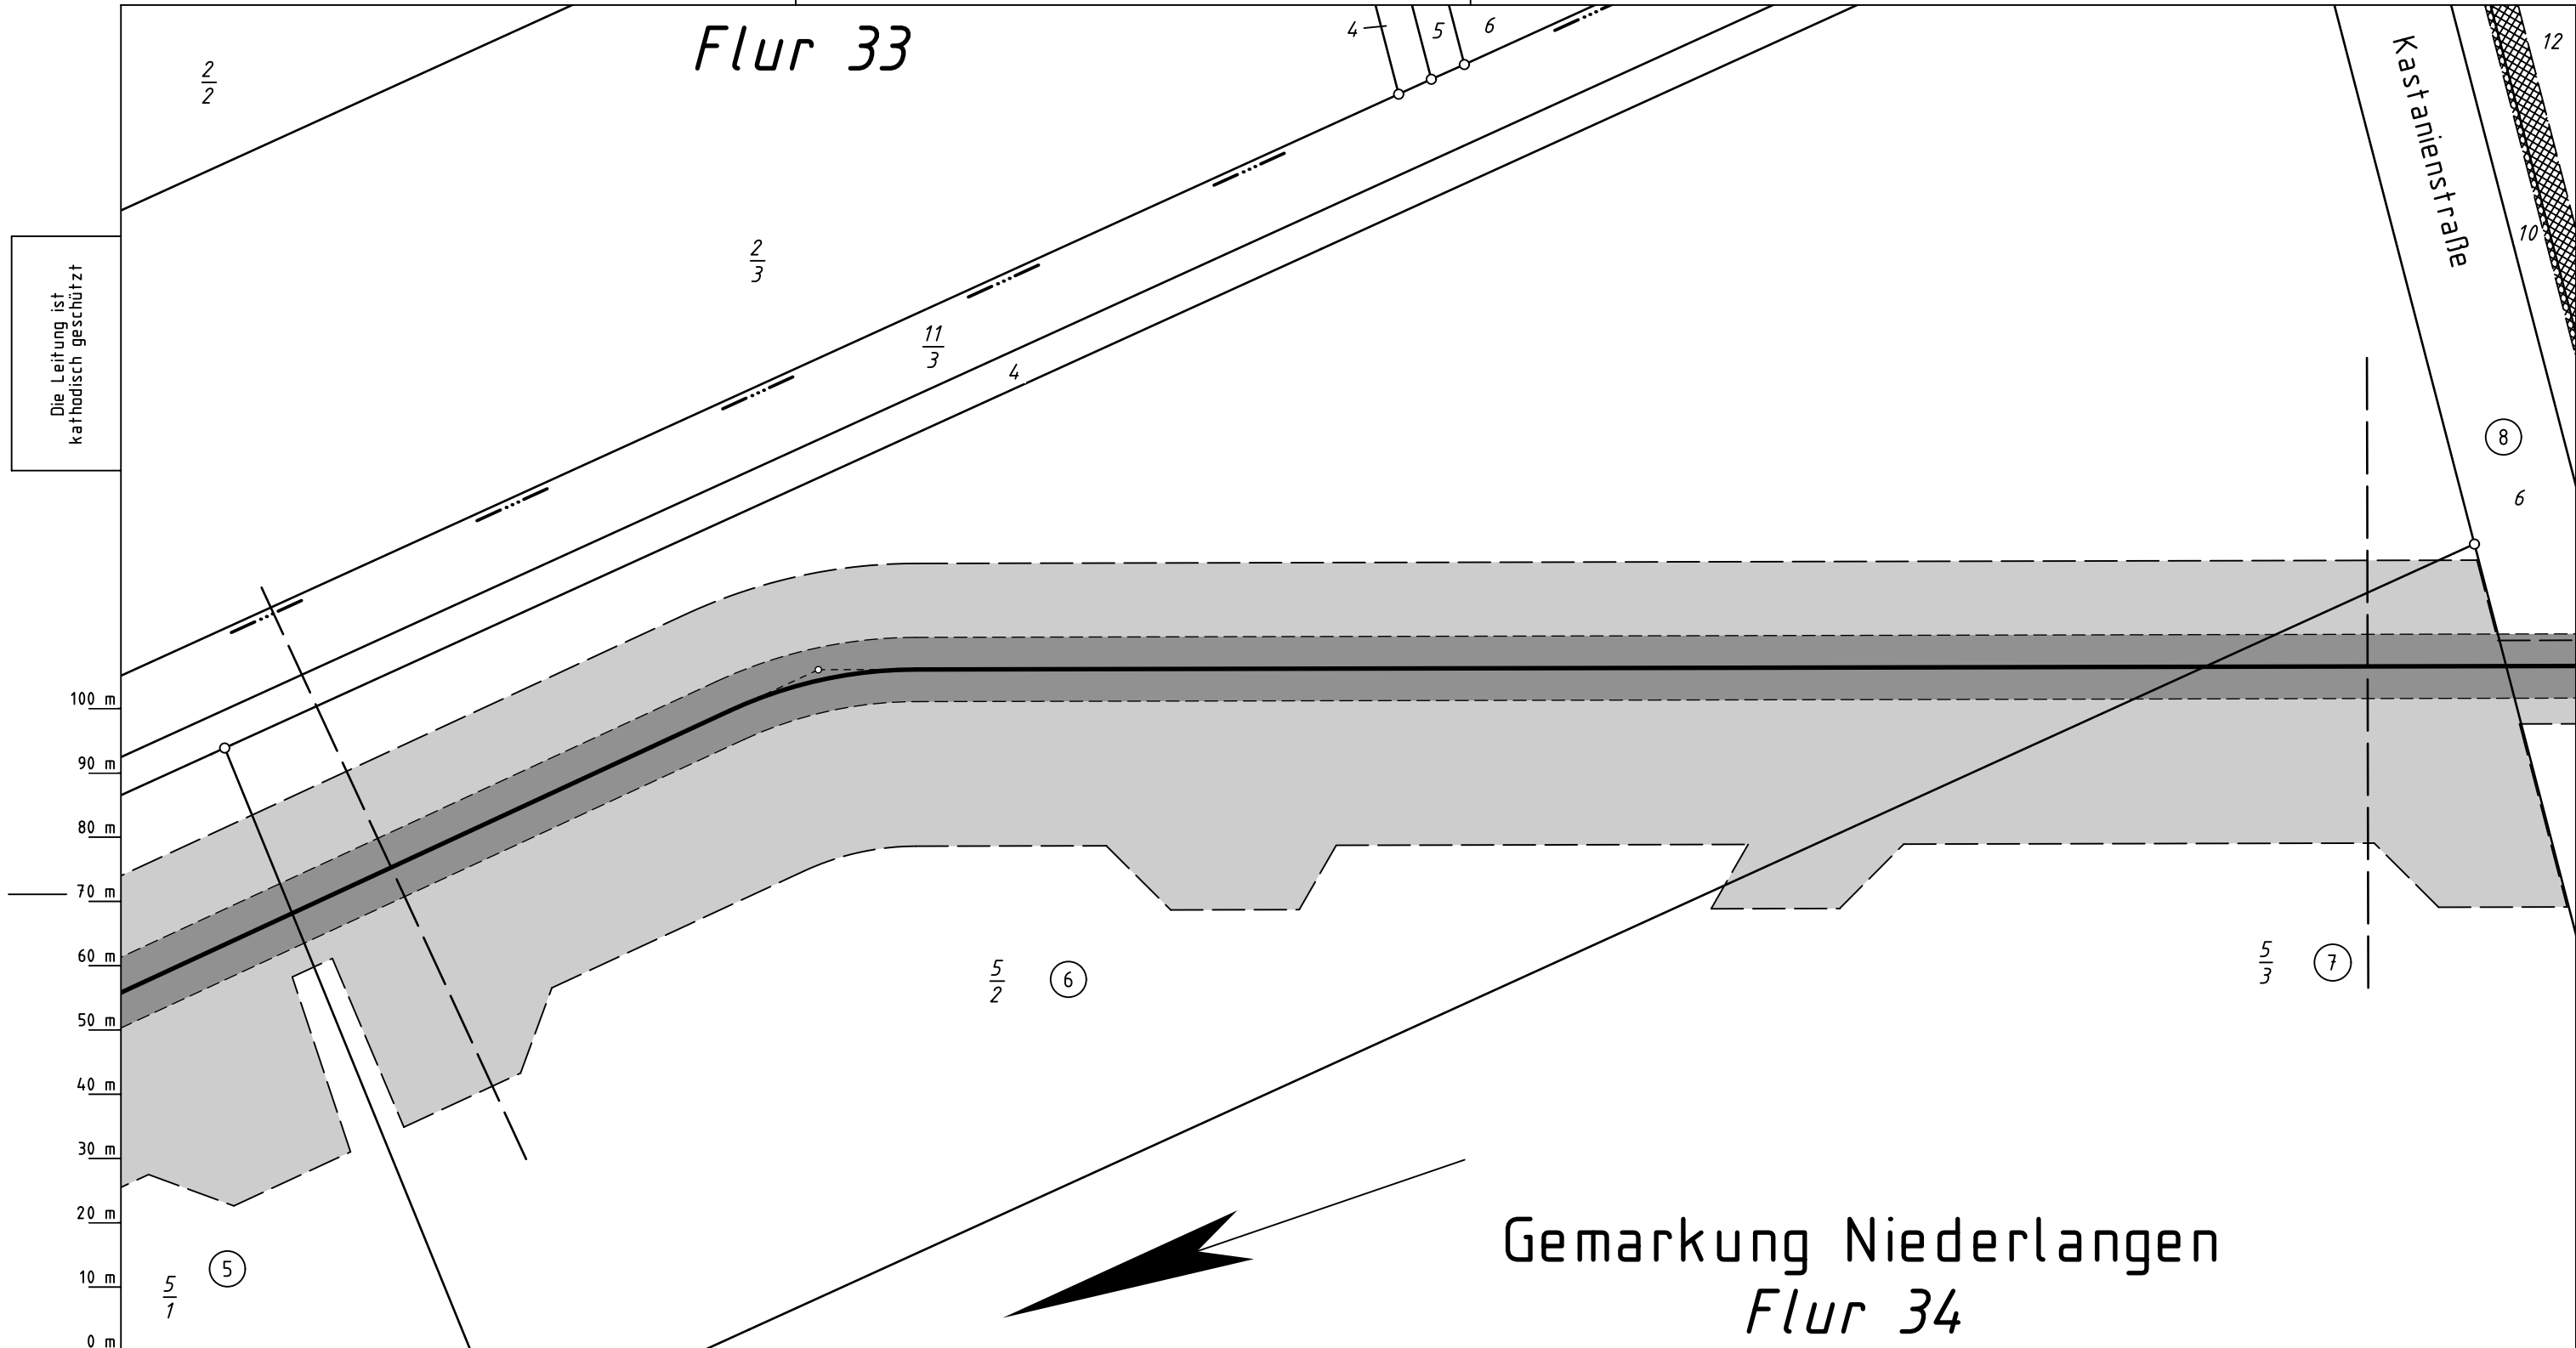 Flur 33
4
5
6
12
2
2
Kastanienstraße
10
2
3
Die Leitung ist
kathodisch geschützt
11
3
4
8
6
100 m
90 m
80 m
70 m
60 m
50 m
40 m
30 m
20 m
10 m
0 m
5
2
6
5
3
7
5
5
1
Gemarkung Niederlangen
Flur 34